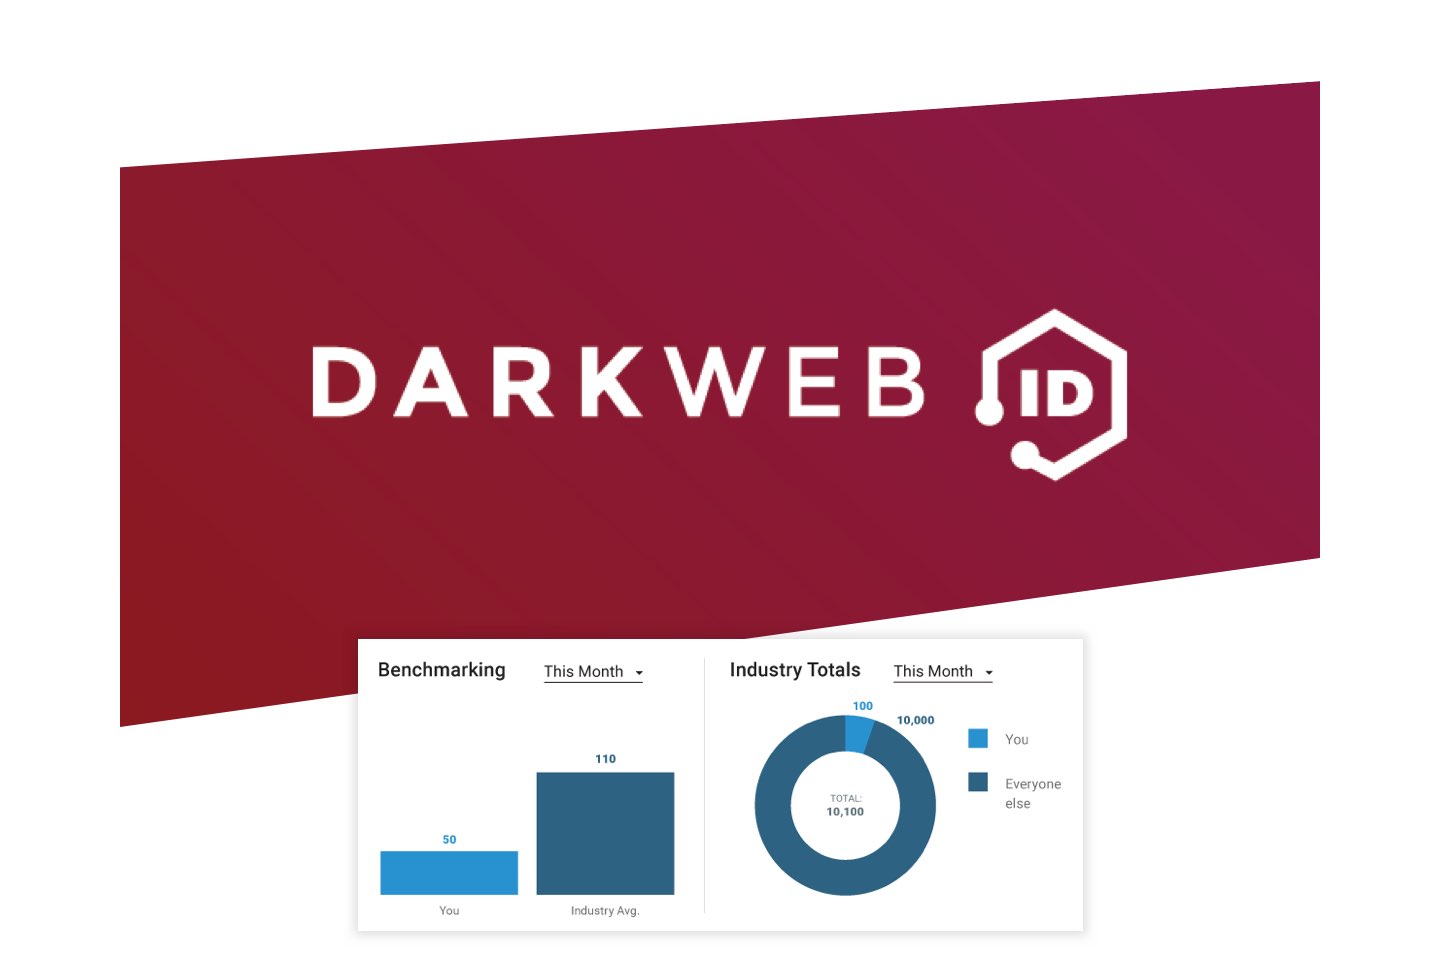 DARKWEB ID
Benchmarking This Month
50
110
You Industry Avg.
Industry Totals This Month
100
10,000
TOTAL:
10,100
You
Everyone
else